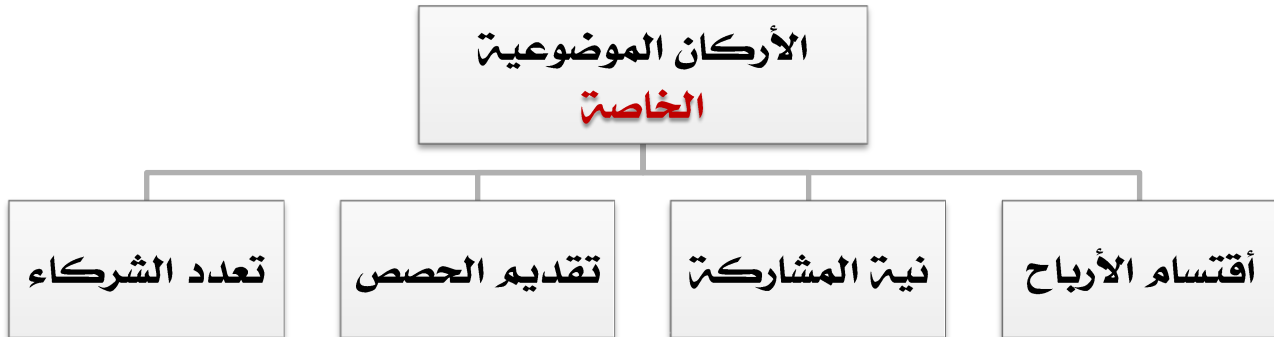 الأركان الموضوعية
الخاصة
أقتسام الأرباح
نية المشاركة
تقديم الحصص
تعدد الشركاء